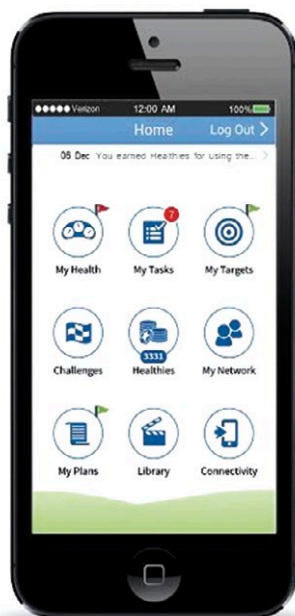 Verizon 12:00 AM 100%
Home Log Out
06 Dec You earned Healthies for using the...
7
My Health My Tasks My Targets
3331
Challenges Healthies My Network
My Plans Library Connectivity